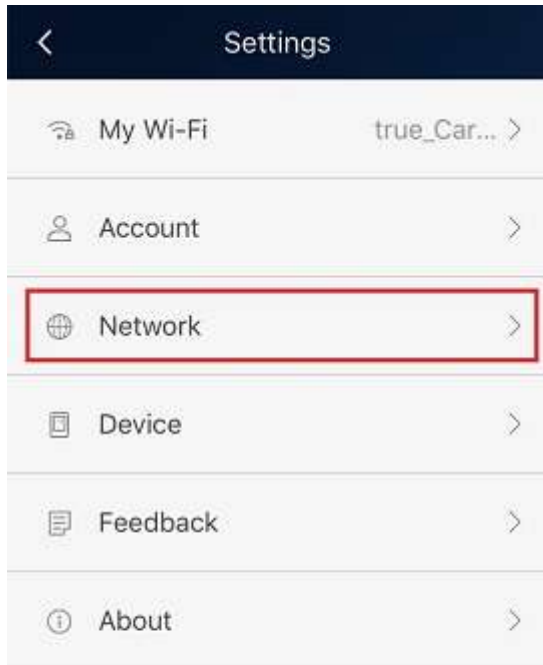 Settings
My Wi-Fi true_Car...
Account
Network
Device
Feedback
About